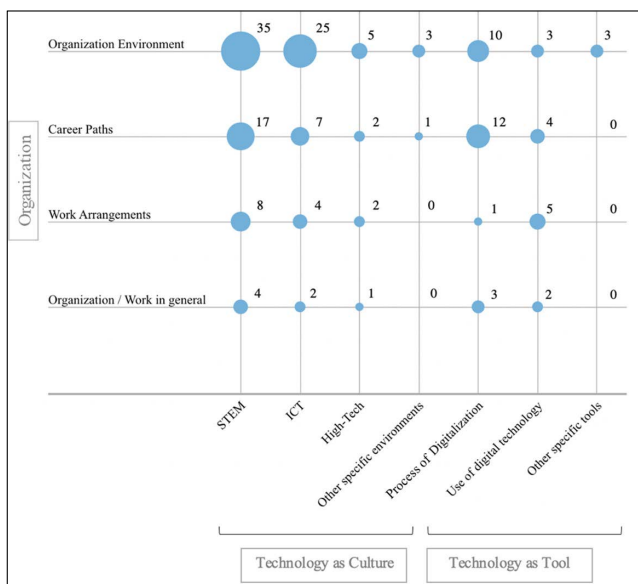 Organization Environment 35 25 5 3 10 3 3
Career Paths 17 7 2 1 12 4 0
Organization
Work Arrangements 8 4 2 0 1 5 0
Organization / Work in general 4 2 1 0 3 2 0
STEM
ICT
High-Tech
Other specific environments
Process of Digitalization
Use of digital technology
Other specific tools
Technology as Culture
Technology as Tool